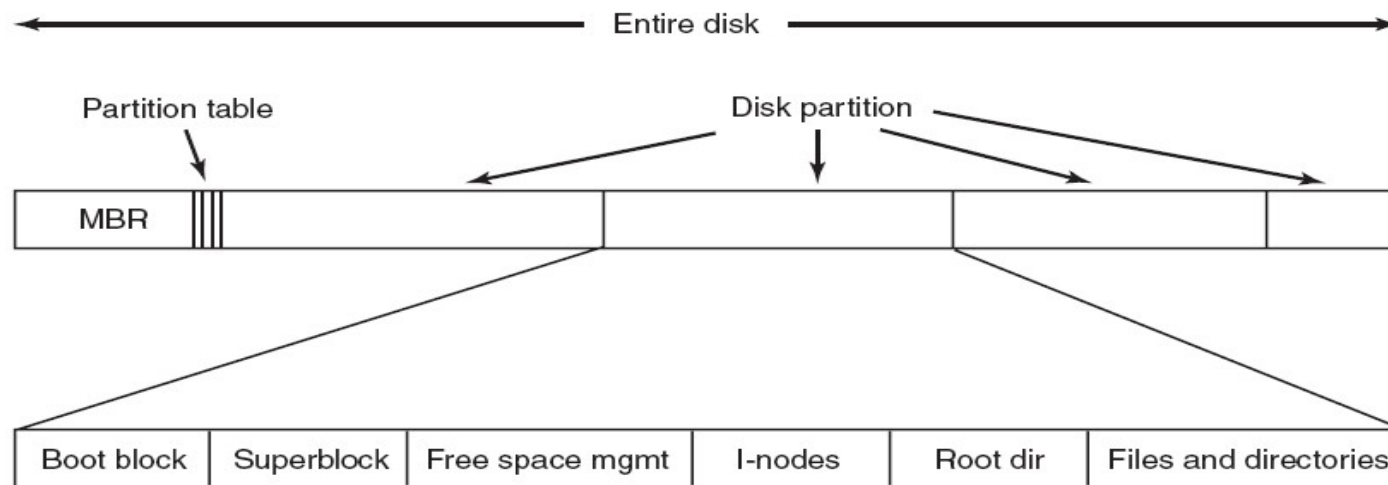 Entire disk
Partition table
Disk partition
MBR
Boot block
Superblock
Free space mgmt
I-nodes
Root dir
Files and directories